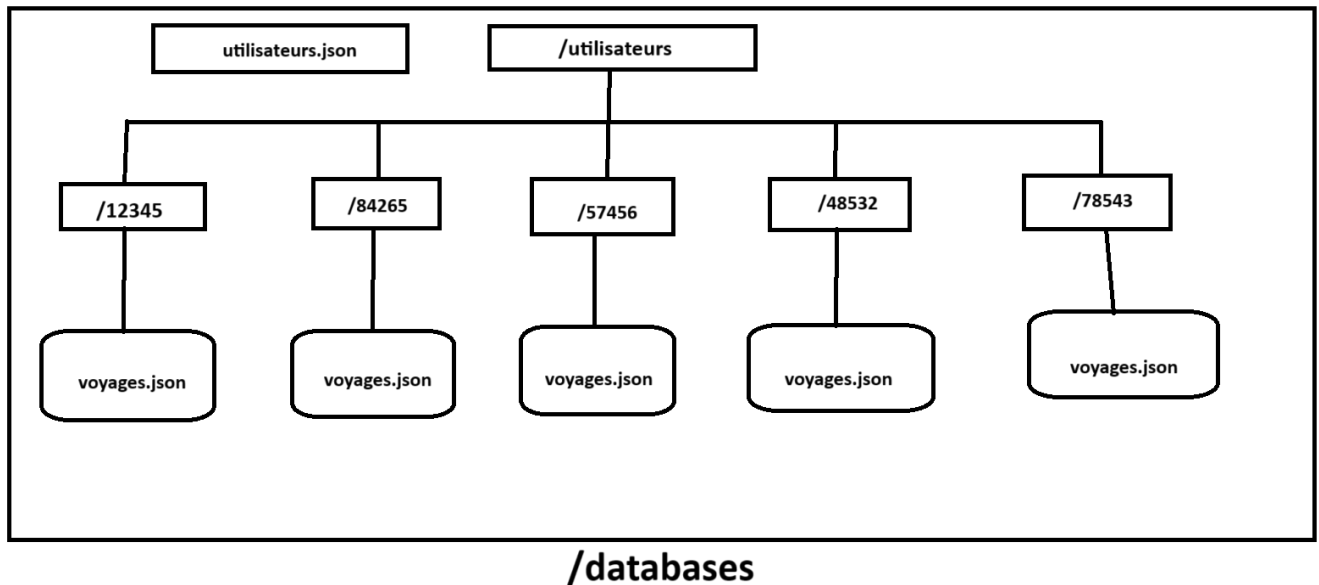 utilisateurs.json
/utilisateurs
/12345
/84265
/57456
/48532
/78543
voyages.json
voyages.json
voyages.json
voyages.json
voyages.json
/databases